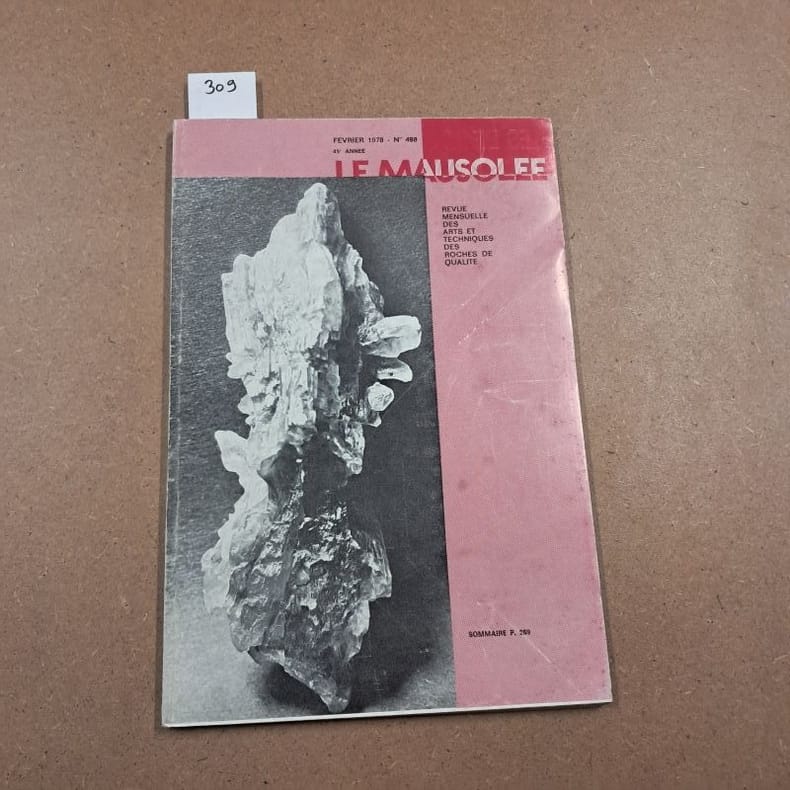 309
FEVRIER 1978 - N° 498
45e ANNEE
LE MAUSOLEE
REVUE
MENSUELLE
DES
ARTS ET
TECHNIQUES
DES
ROCHES DE
QUALITE
SOMMAIRE P. 269